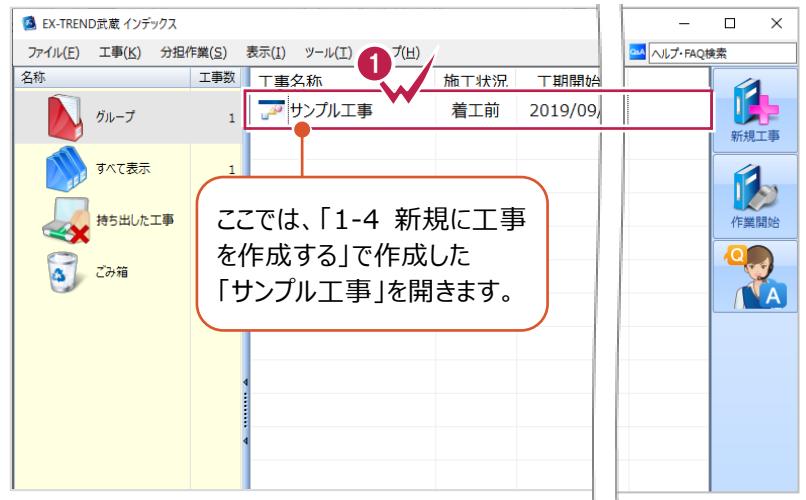 EX-TREND武蔵 インデックス
ファイル(F) 工事(K) 分担作業(S) 表示(I) ツール(T) プ(H)
ヘルプ・FAQ検索
名称 工事数
工事名称 施工状況 工期開始
グループ 1
サンプル工事 着工前 2019/09/
1
新規工事
すべて表示 1
持ち出した工事
ごみ箱
作業開始
Q
A
ここでは、「1-4 新規に工事
を作成する」で作成した
「サンプル工事」を開きます。